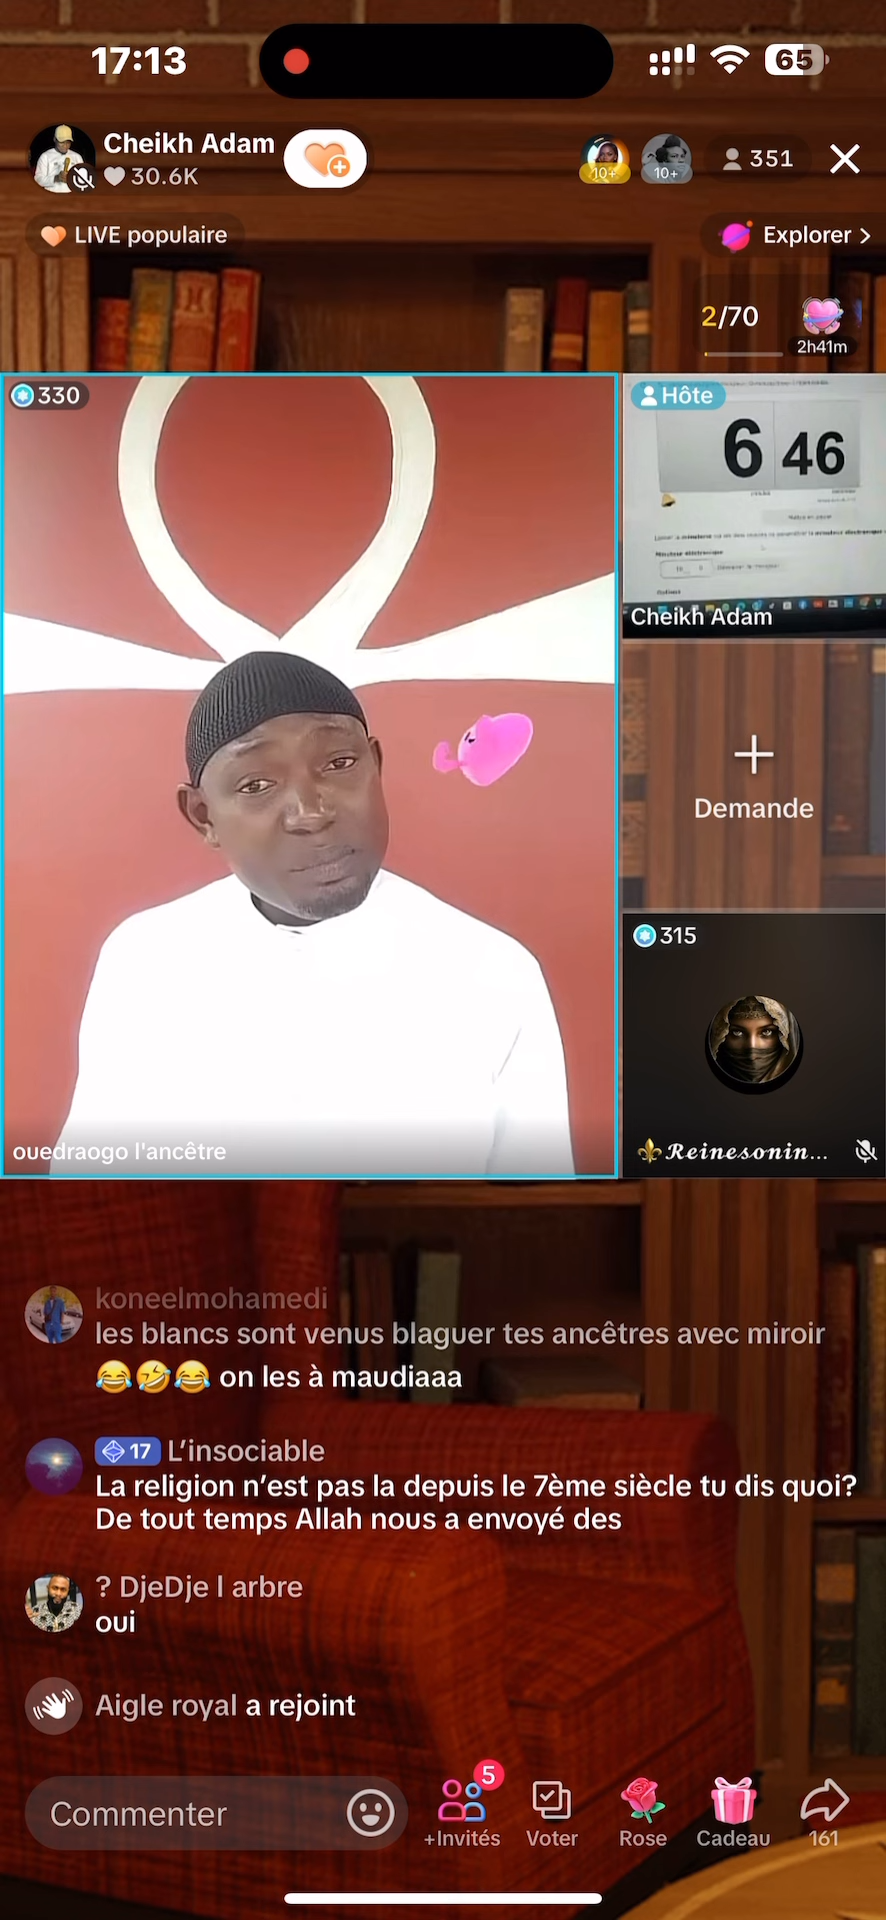 17:13
65
Cheikh Adam
30.6K
10+
10+
351
LIVE populaire
Explorer >
2/70
2h41m
330
Hôte
6 46
Cheikh Adam
Demande
315
ouedraogo l'ancêtre
⚜️𝓡𝓮𝓲𝓷𝓮𝓼𝓸𝓷𝓲𝓷...
koneelmohamedi
les blancs sont venus blaguer tes ancêtres avec miroir
😂🤣😂 on les à maudiaaa
17 L'insociable
La religion n'est pas la depuis le 7ème siècle tu dis quoi?
De tout temps Allah nous a envoyé des
? DjeDje l arbre
oui
Aigle royal a rejoint
Commenter
5
+Invités
Voter
Rose
Cadeau
161